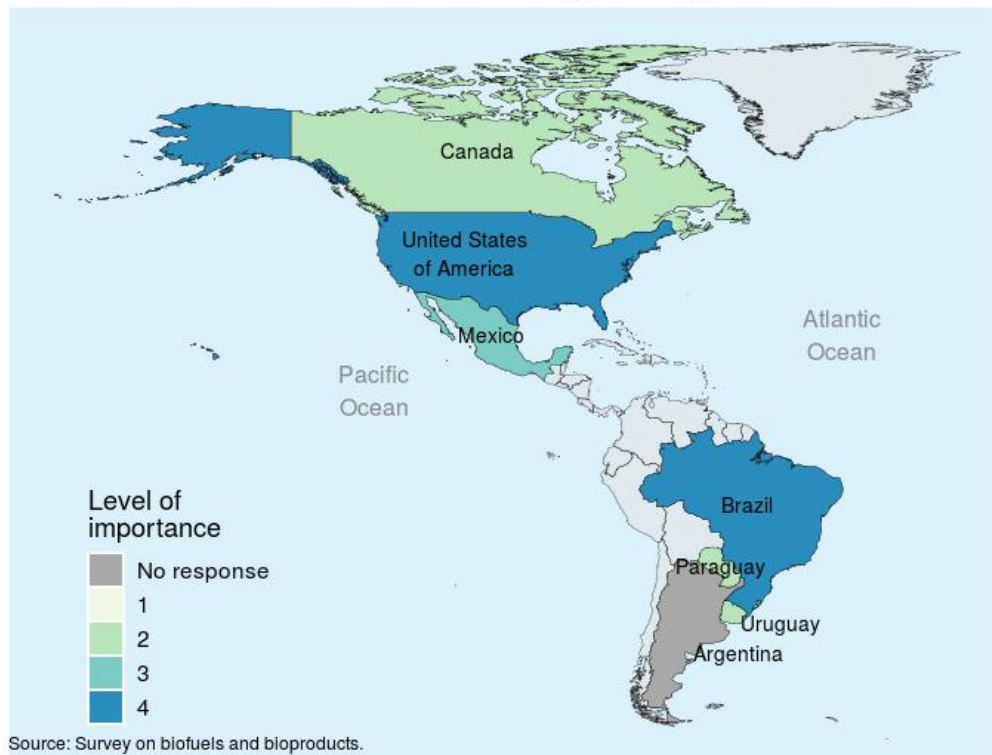 Canada
United States
of America
Mexico
Atlantic
Ocean
Pacific
Ocean
Brazil
Paraguay
Uruguay
Argentina
Level of
importance
No response
1
2
3
4
Source: Survey on biofuels and bioproducts.